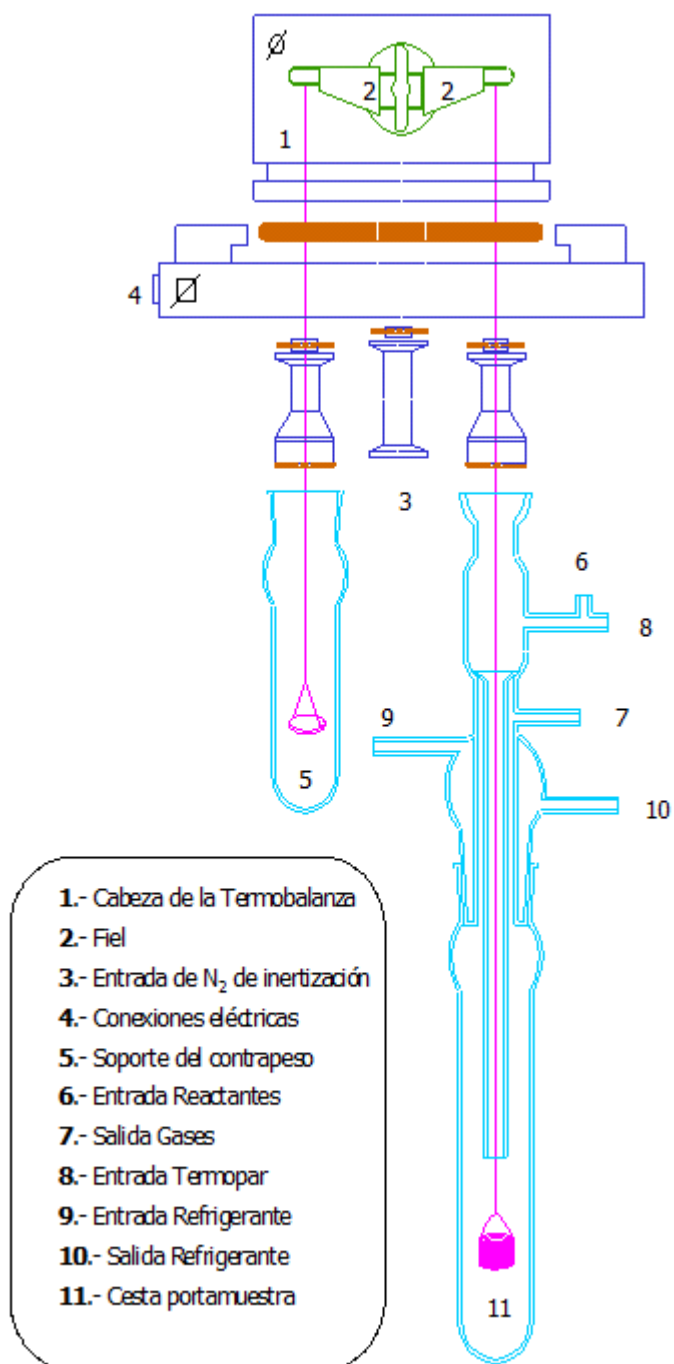 2
2
1
4
3
6
8
9
7
5
10
1.- Cabeza de la Termobalanza
2.- Fiel
3.- Entrada de N2 de inertización
4.- Conexiones eléctricas
5.- Soporte del contrapeso
6.- Entrada Reactantes
7.- Salida Gases
8.- Entrada Termopar
9.- Entrada Refrigerante
10.- Salida Refrigerante
11.- Cesta portamuestra
11